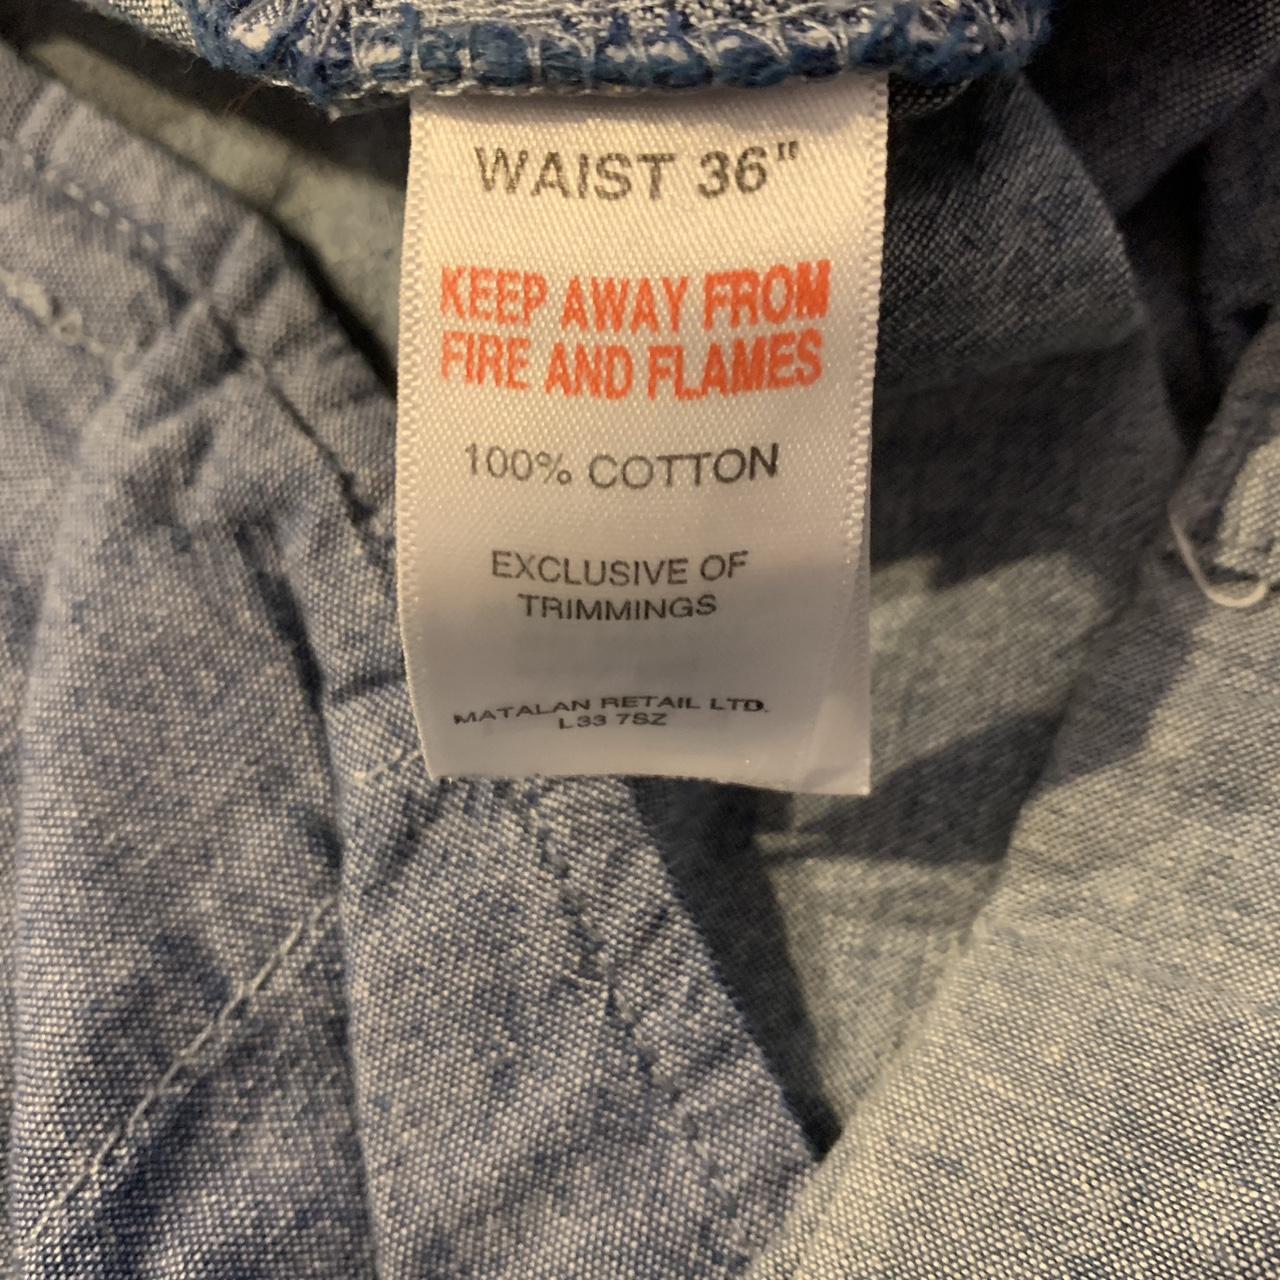 WAIST 36"
KEEP AWAY FROM
FIRE AND FLAMES
100% COTTON
EXCLUSIVE OF
TRIMMINGS
MATALAN RETAIL LTD.
L33 7SZ